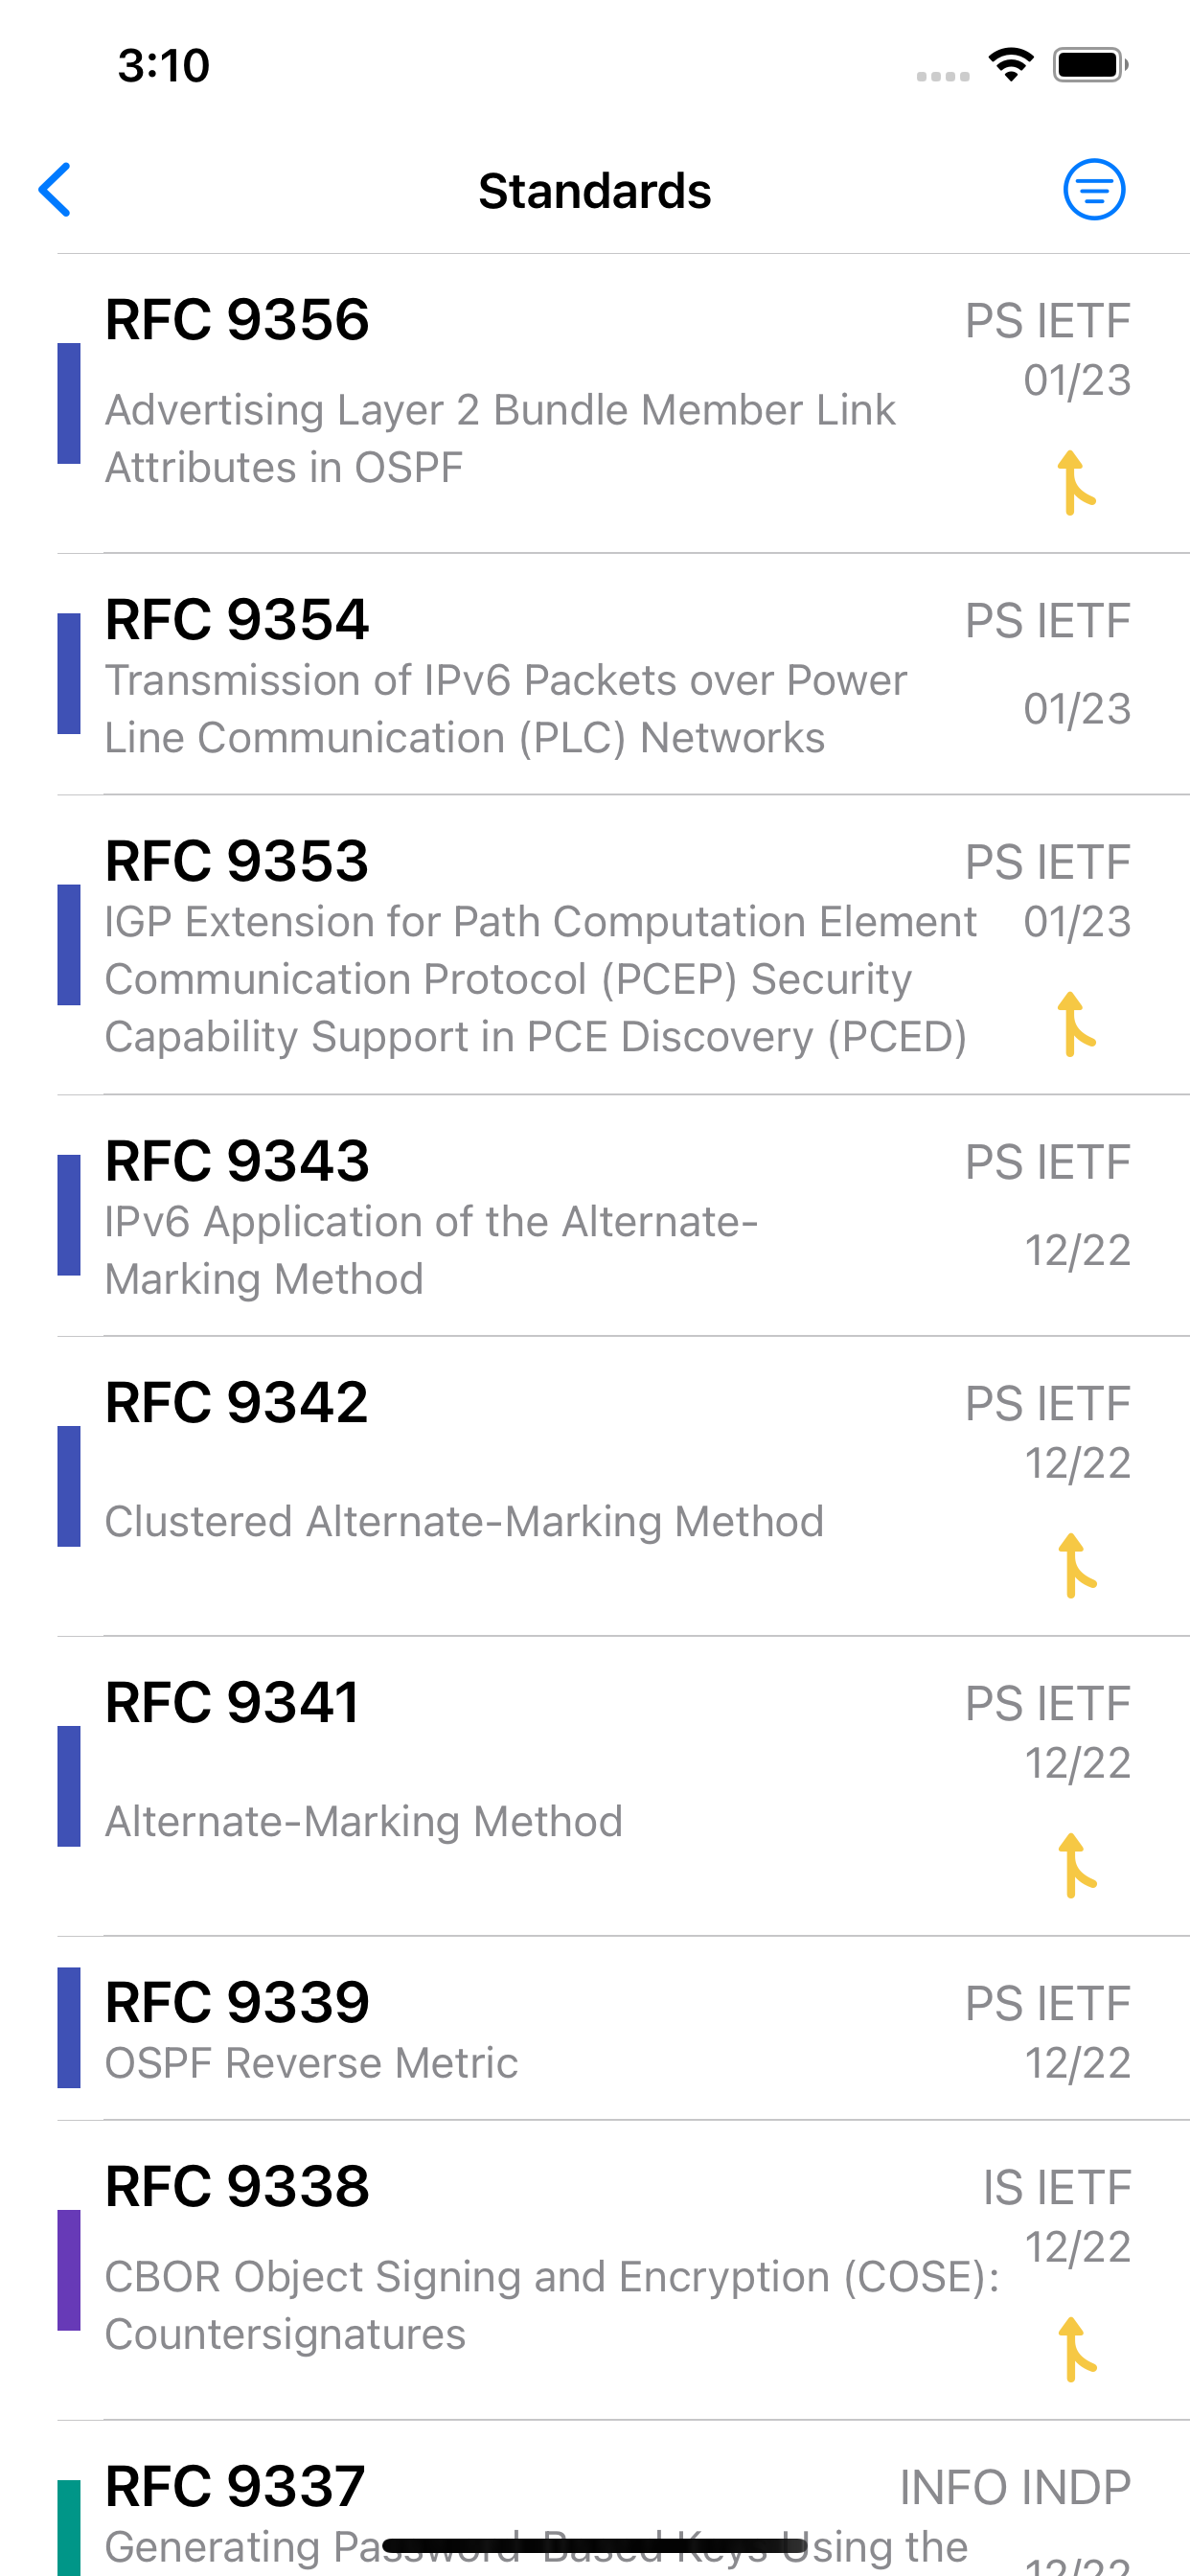 3:10
Standards
RFC 9356
PS IETF
01/23
Advertising Layer 2 Bundle Member Link
Attributes in OSPF
RFC 9354
PS IETF
Transmission of IPv6 Packets over Power
Line Communication (PLC) Networks
01/23
RFC 9353
PS IETF
IGP Extension for Path Computation Element
01/23
Communication Protocol (PCEP) Security
Capability Support in PCE Discovery (PCED)
RFC 9343
PS IETF
IPv6 Application of the Alternate-
Marking Method
12/22
RFC 9342
PS IETF
12/22
Clustered Alternate-Marking Method
RFC 9341
PS IETF
12/22
Alternate-Marking Method
RFC 9339
PS IETF
OSPF Reverse Metric
12/22
RFC 9338
IS IETF
12/22
CBOR Object Signing and Encryption (COSE):
Countersignatures
RFC 9337
INFO INDP
Generating Password-Based Keys Using the
12/22